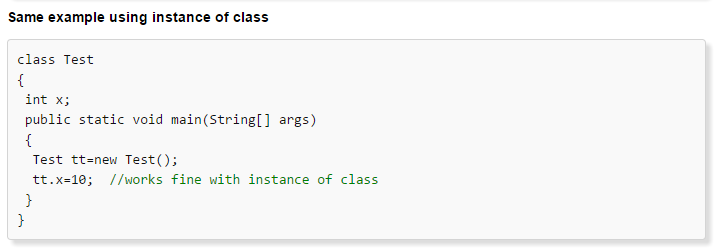 Same example using instance of class
class Test
{
int x;
public static void main(String[] args)
{
Test tt=new Test();
tt.x=10;  //works fine with instance of class
}
}